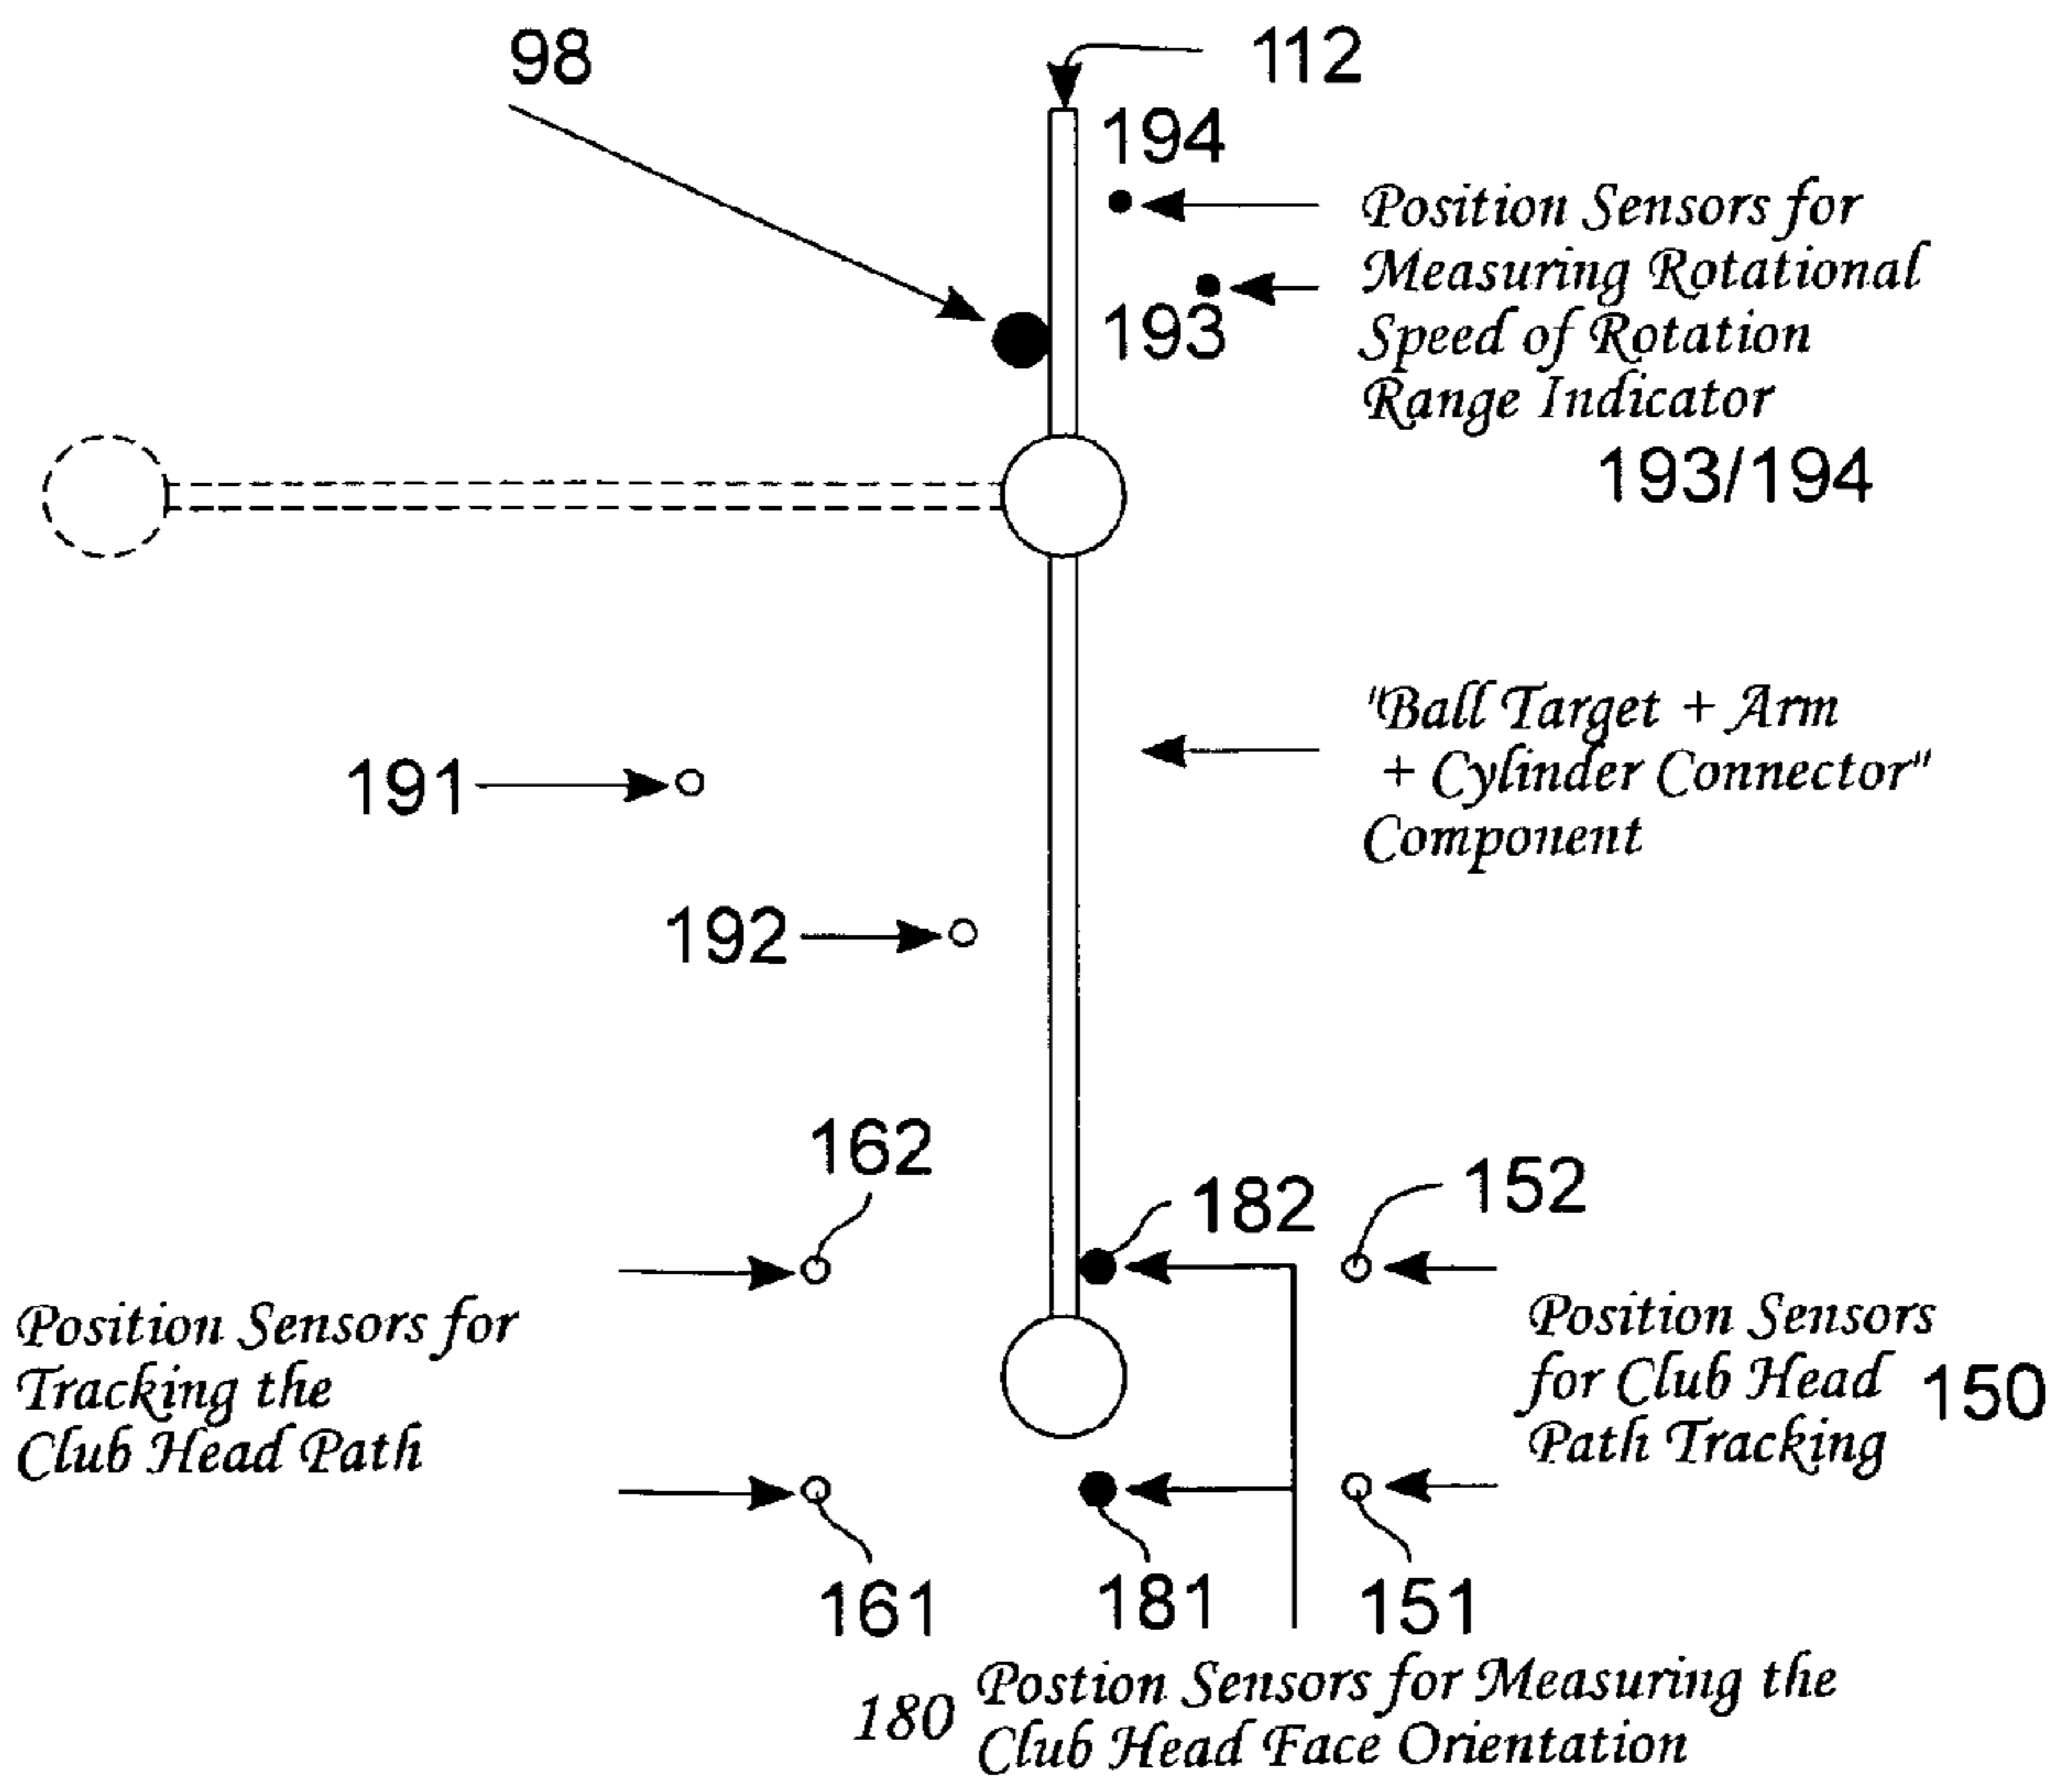 98
112
194
Position Sensors for
Measuring Rotational
Speed of Rotation
Range Indicator
193
193/194
"Ball Target + Arm
+ Cylinder Connector"
Component
191
192
162
182
152
Position Sensors for
Tracking the
Club Head Path
Position Sensors
for Club Head
Path Tracking
150
161
181
151
180
Postion Sensors for Measuring the
Club Head Face Orientation